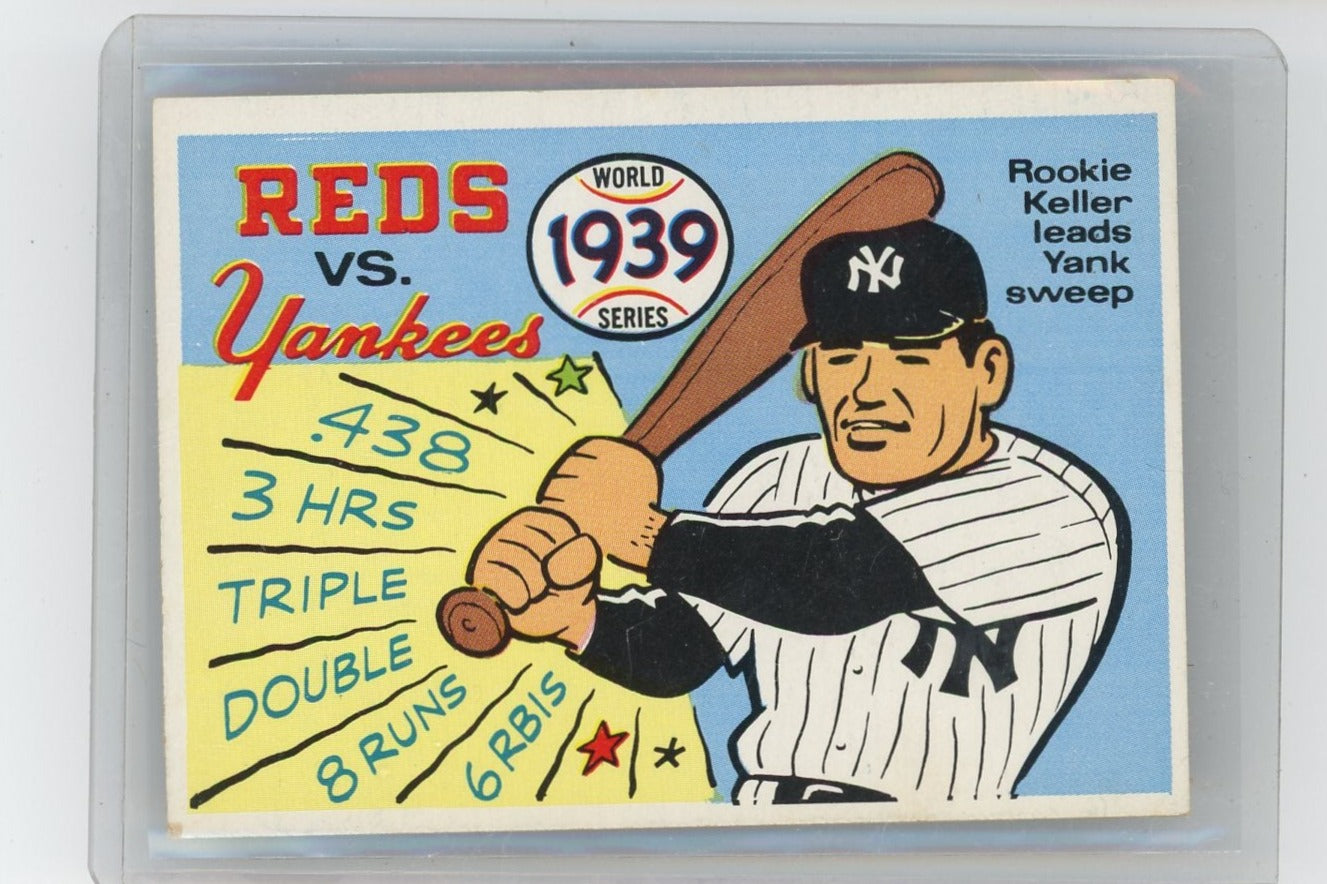 REDS
VS.
Yankees
WORLD
1939
SERIES
Rookie
Keller
leads
Yank
sweep
.438
3 HRS
TRIPLE
DOUBLE
8 RUNS
6 RBIS
NY
C
NY